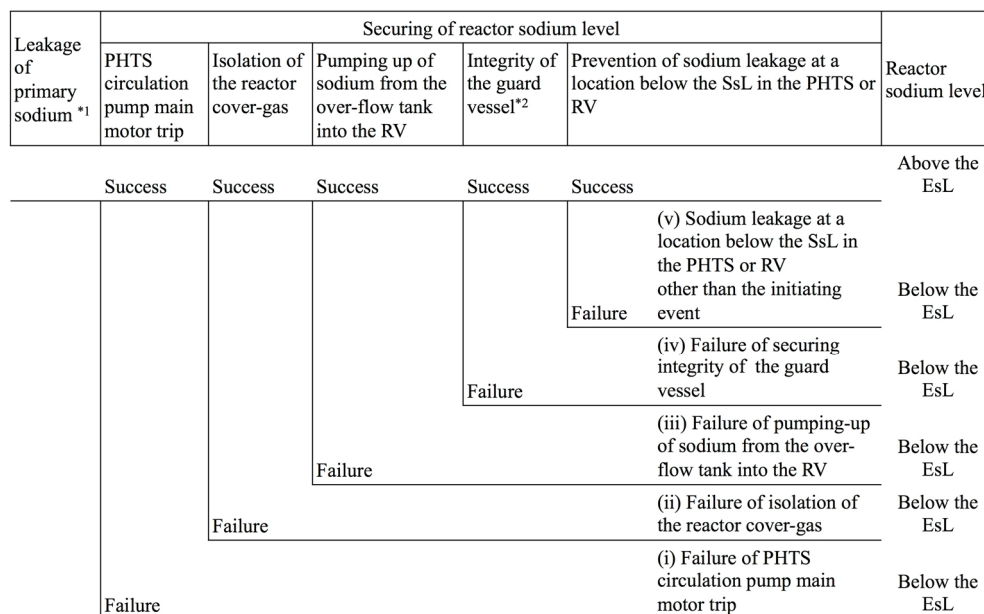 Leakage
of
primary
sodium *1
Securing of reactor sodium level
PHTS
circulation
pump main
motor trip
Isolation of
the reactor
cover-gas
Pumping up of
sodium from the
over-flow tank
into the RV
Integrity of
the guard
vessel*2
Prevention of sodium leakage at a
location below the SsL in the PHTS or
RV
Reactor
sodium level
Success
Success
Success
Success
Success
Above the
EsL
(v) Sodium leakage at a
location below the SsL in
the PHTS or RV
other than the initiating
event
Failure
Below the
EsL
(iv) Failure of securing
integrity of the guard
vessel
Failure
Below the
EsL
(iii) Failure of pumping-up
of sodium from the over-
flow tank into the RV
Failure
Below the
EsL
(ii) Failure of isolation of
the reactor cover-gas
Failure
Below the
EsL
(i) Failure of PHTS
circulation pump main
motor trip
Failure
Below the
EsL